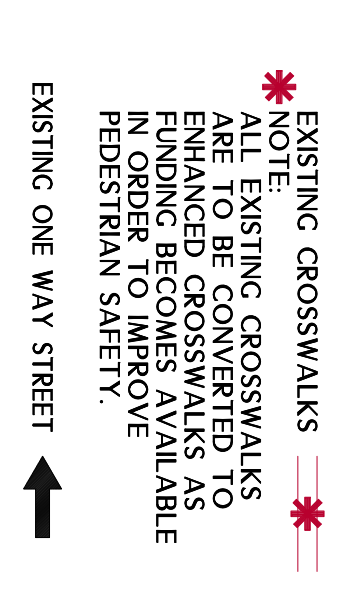 EXISTING CROSSWALKS
NOTE:
ALL EXISTING CROSSWALKS
ARE TO BE CONVERTED TO
ENHANCED CROSSWALKS AS
FUNDING BECOMES AVAILABLE
IN ORDER TO IMPROVE
PEDESTRIAN SAFETY.
EXISTING ONE WAY STREET